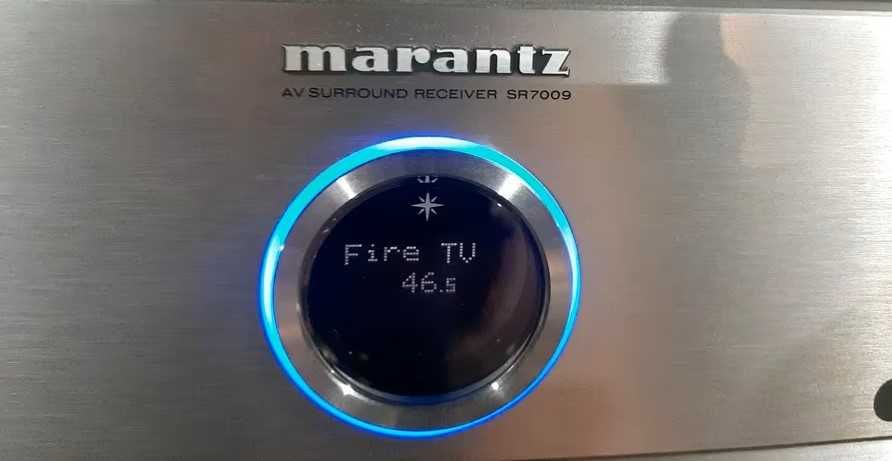 marantz
AV SURROUND RECEIVER SR7009
Fire TV
46.5